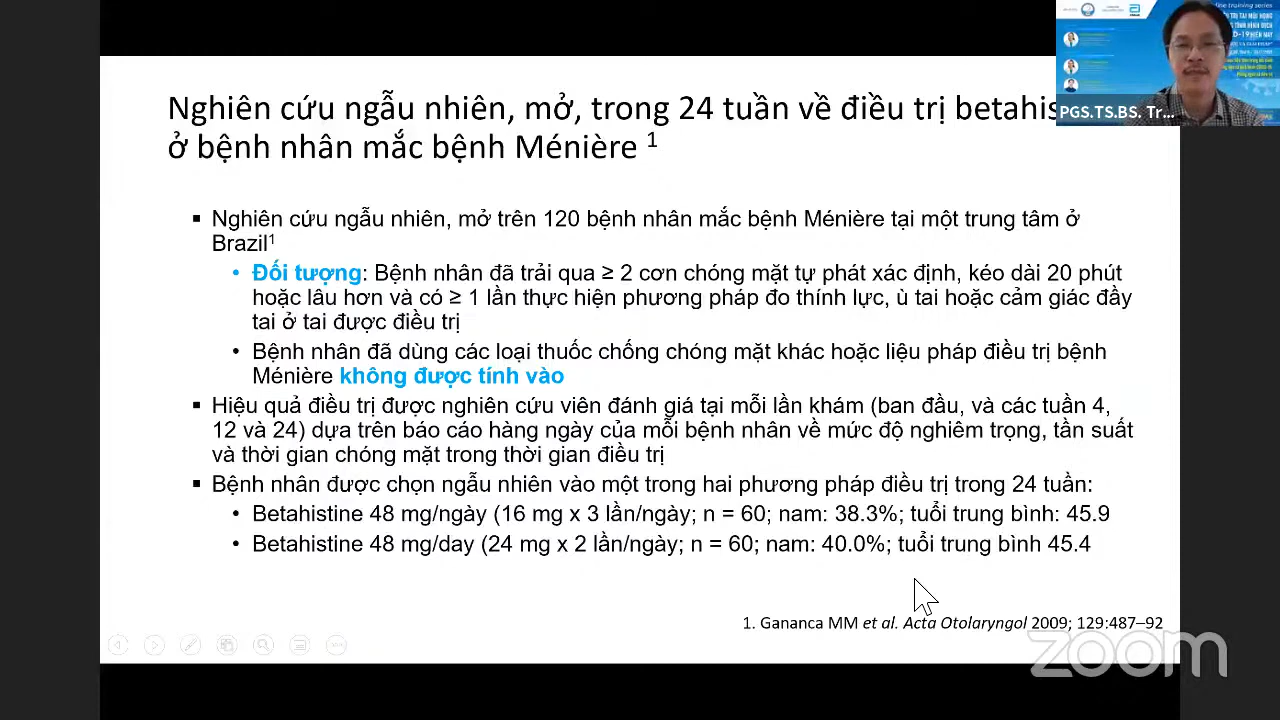 Nghiên cứu ngẫu nhiên, mở, trong 24 tuần về điều trị
ở bệnh nhân mắc bệnh Ménière 1
▪ Nghiên cứu ngẫu nhiên, mở trên 120 bệnh nhân mắc bệnh Ménière tại một trung tâm ở
Brazil1
• Đối tượng: Bệnh nhân đã trải qua ≥ 2 cơn chóng mặt tự phát xác định, kéo dài 20 phút
hoặc lâu hơn và có ≥ 1 lần thực hiện phương pháp đo thính lực, ù tai hoặc cảm giác đầy
tai ở tai được điều trị
• Bệnh nhân đã dùng các loại thuốc chống chóng mặt khác hoặc liệu pháp điều trị bệnh
Ménière không được tính vào
▪ Hiệu quả điều trị được nghiên cứu viên đánh giá tại mỗi lần khám (ban đầu, và các tuần 4,
12 và 24) dựa trên báo cáo hàng ngày của mỗi bệnh nhân về mức độ nghiêm trọng, tần suất
và thời gian chóng mặt trong thời gian điều trị
▪ Bệnh nhân được chọn ngẫu nhiên vào một trong hai phương pháp điều trị trong 24 tuần:
• Betahistine 48 mg/ngày (16 mg x 3 lần/ngày; n = 60; nam: 38.3%; tuổi trung bình: 45.9
• Betahistine 48 mg/day (24 mg x 2 lần/ngày; n = 60; nam: 40.0%; tuổi trung bình 45.4
1. Gananca MM et al. Acta Otolaryngol 2009; 129:487–92
PGS.TS.BS. Tr...
zoom